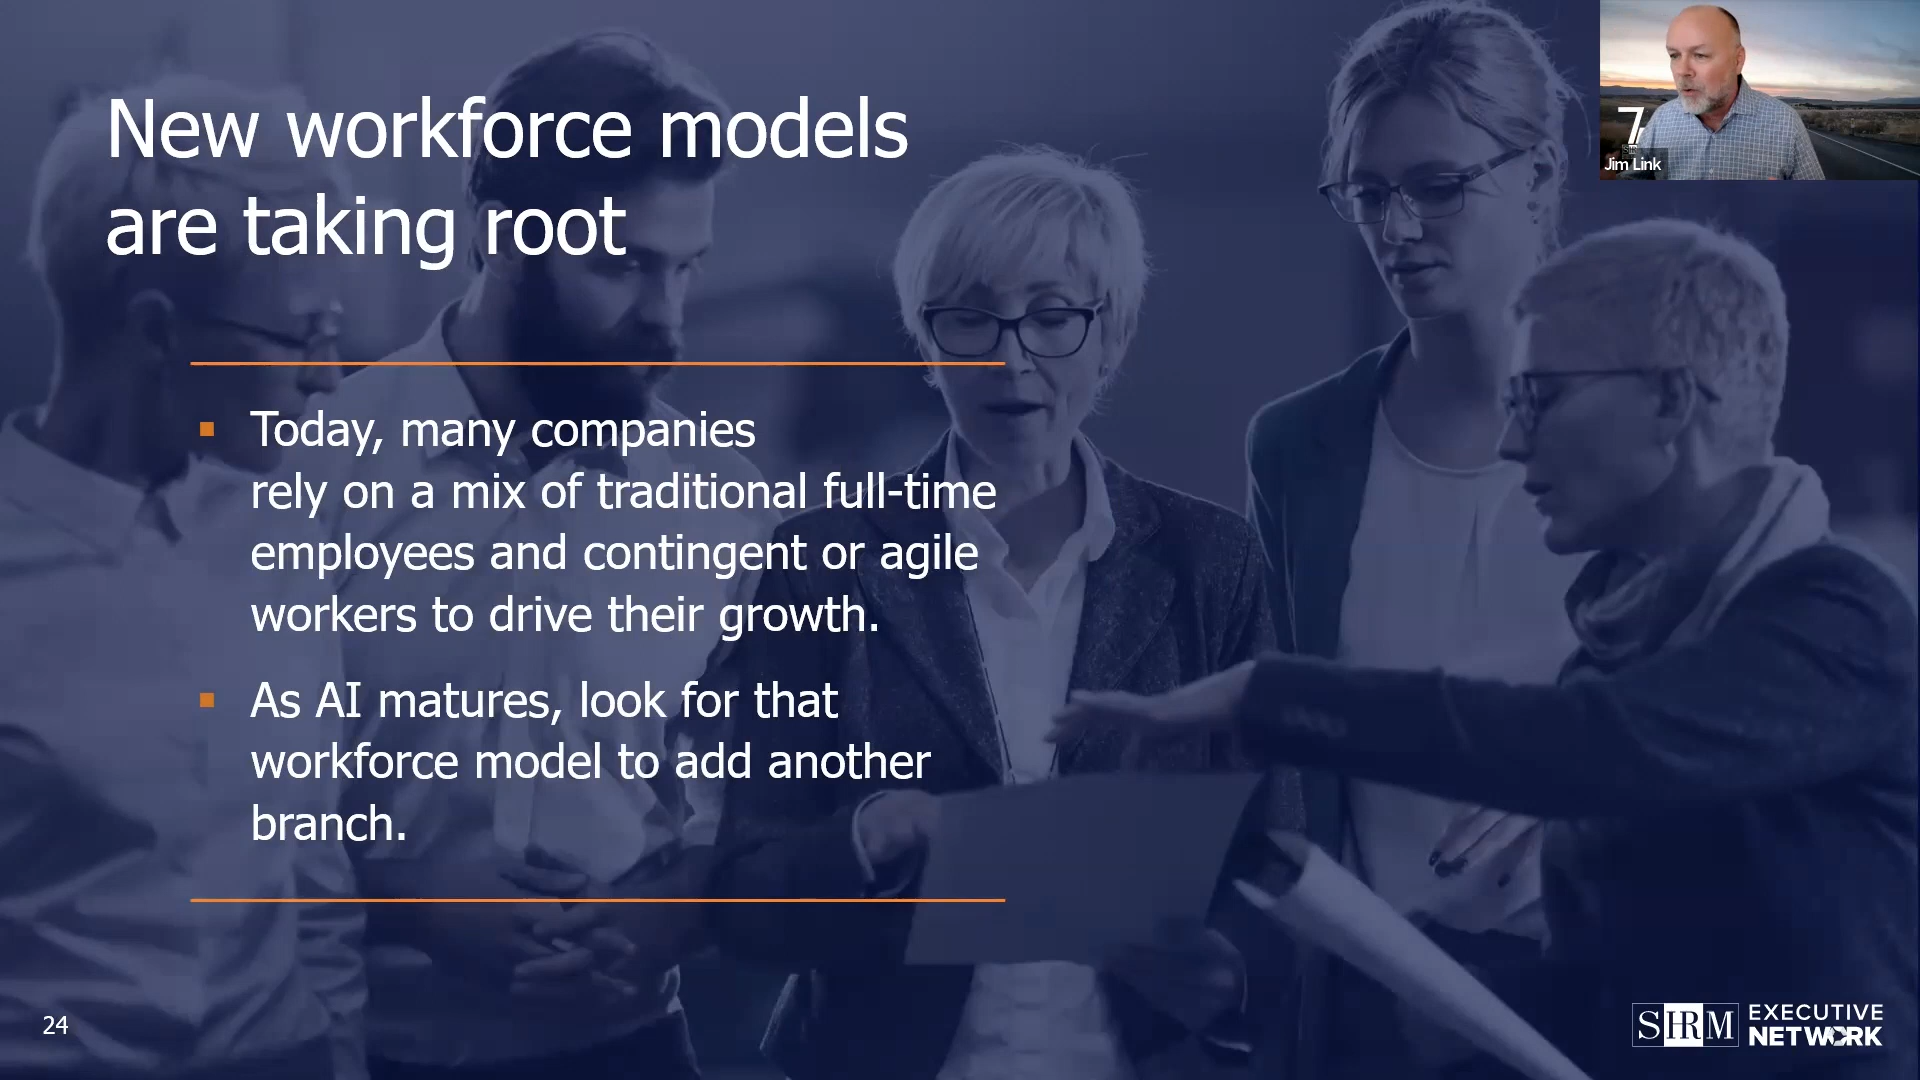 New workforce models
are taking root
7
Jim Link
▪ Today, many companies
rely on a mix of traditional full-time
employees and contingent or agile
workers to drive their growth.
▪ As AI matures, look for that
workforce model to add another
branch.
24
SHRM EXECUTIVE
NETWORK